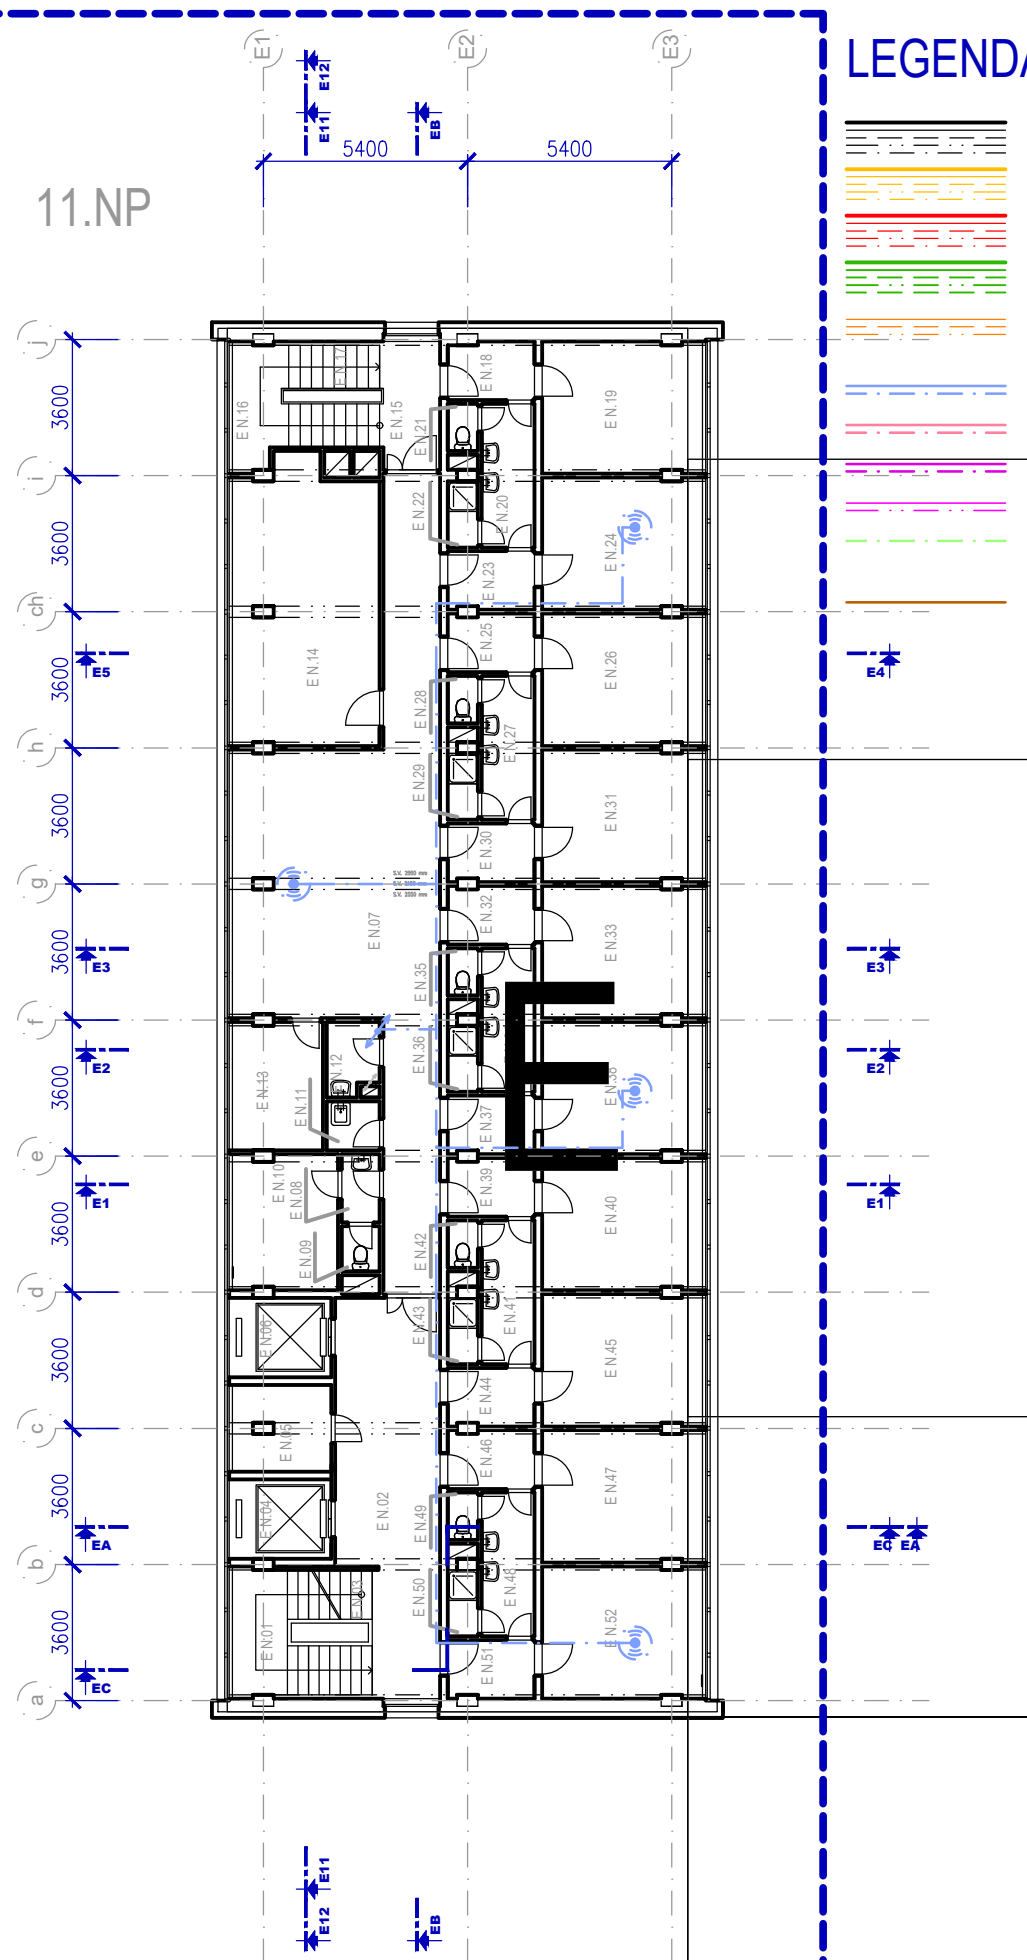 LEGENDA
E1
E2
E3
E12
E11
EB
5400
5400
11.NP
j
3600
i
3600
ch
3600
h
3600
g
3600
f
3600
e
3600
d
3600
c
3600
b
3600
a
E5
E4
E3
E3
E2
E2
E1
E1
EA
EC
EA
EC
E N.16
E N.17
E N.15
E N.18
E N.19
E N.21
E N.20
E N.22
E N.24
E N.23
E N.25
E N.14
E N.26
E N.28
E N.27
E N.29
E N.31
E N.30
S.V. 2800 mm
E N.32
E N.07
E N.33
E N.35
E N.36
E N.12
E N.13
E N.11
E N.38
E N.37
E N.10
E N.08
E N.39
E N.40
E N.09
E N.42
E N.43
E N.41
E N.06
E N.45
E N.44
E N.05
E N.46
E N.47
E N.04
E N.02
E N.49
E N.48
E N.50
E N.03
E N.01
E N.52
E N.51
E
E11
E12
EB